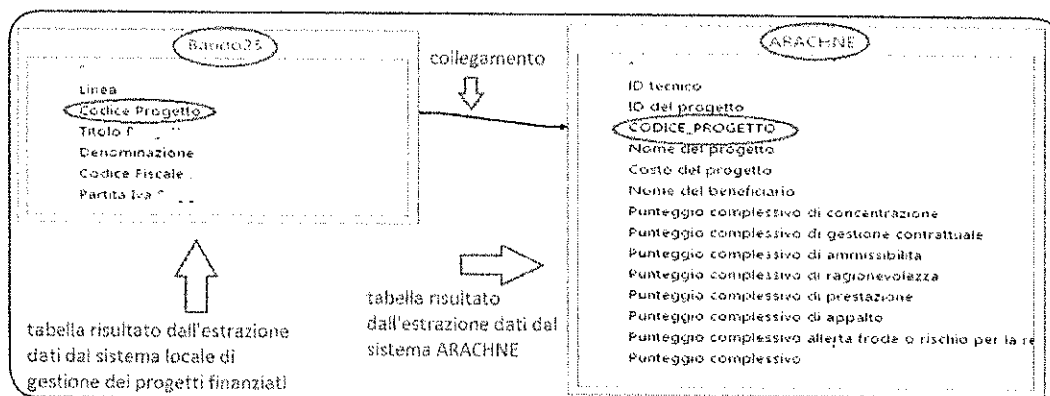 Bando25
Linea
Codice Progetto
Titolo
Denominazione
Codice Fiscale
Partita Iva
collegamento
ARACHNE
ID tecnico
ID del progetto
CODICE_PROGETTO
Nome del progetto
Costo del progetto
Nome del beneficiario
Punteggio complessivo di concentrazione
Punteggio complessivo di gestione contrattuale
Punteggio complessivo di ammissibilita
Punteggio complessivo di ragionevolezza
Punteggio complessivo di prestazione
Punteggio complessivo di appalto
Punteggio complessivo allerta frode o rischio per la re
Punteggio complessivo
tabella risultato dall'estrazione
dati dal sistema locale di
gestione dei progetti finanziati
tabella risultato
dall'estrazione dati dal
sistema ARACHNE